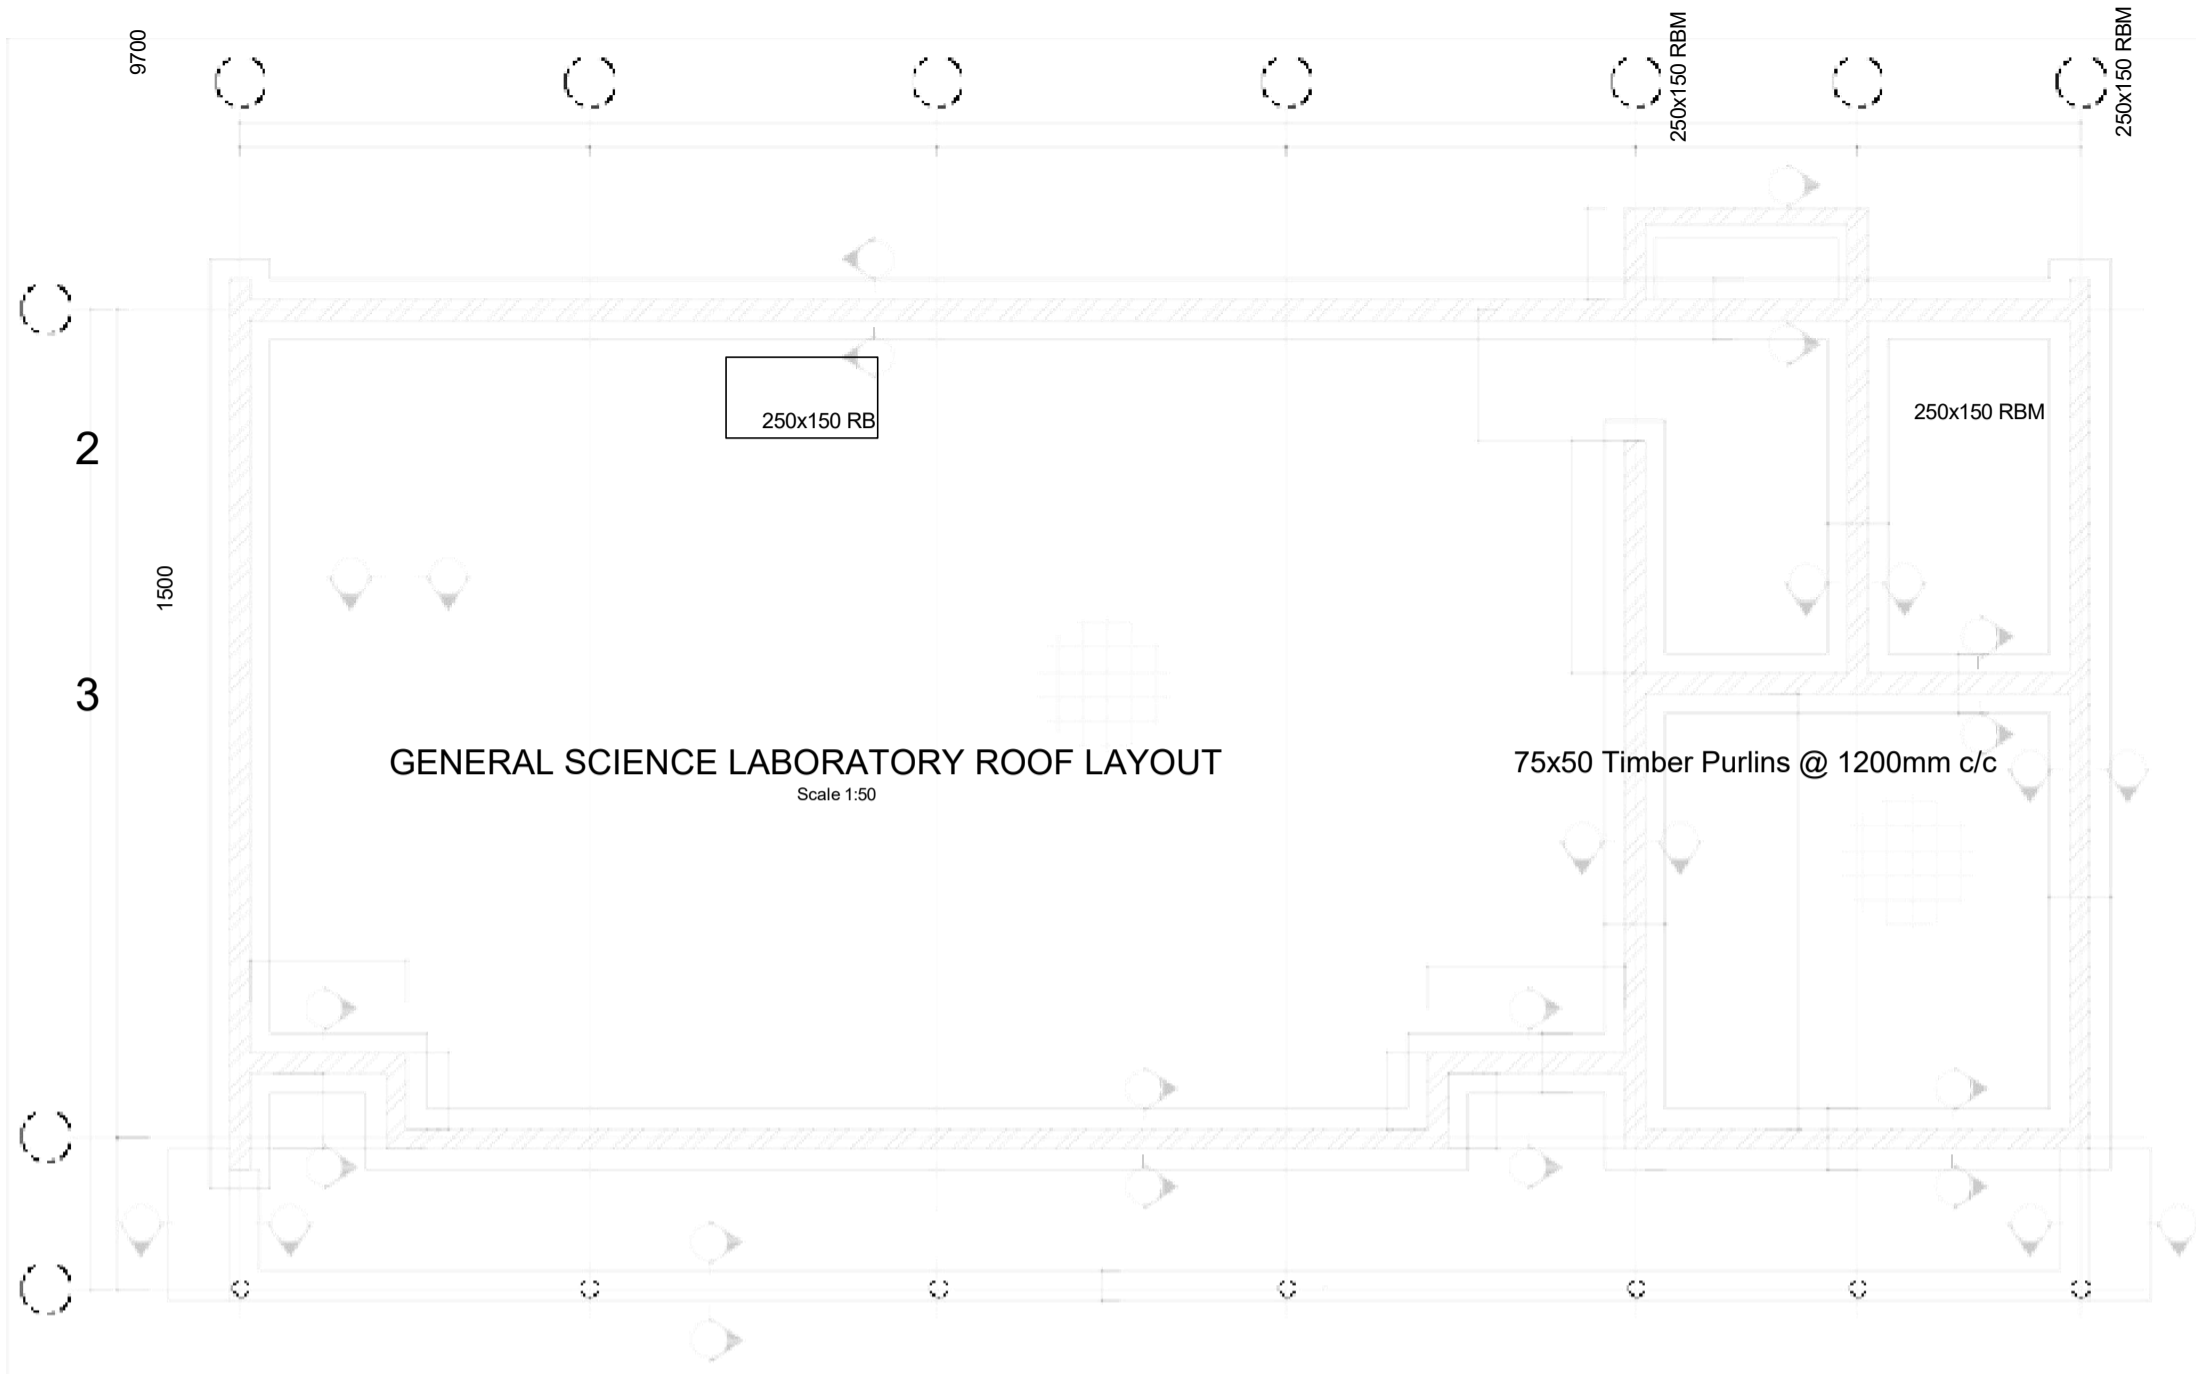 9700
250x150 RBM
250x150 RBM
250x150 RB
250x150 RBM
2
1500
3
GENERAL SCIENCE LABORATORY ROOF LAYOUT
75x50 Timber Purlins @ 1200mm c/c
Scale 1:50